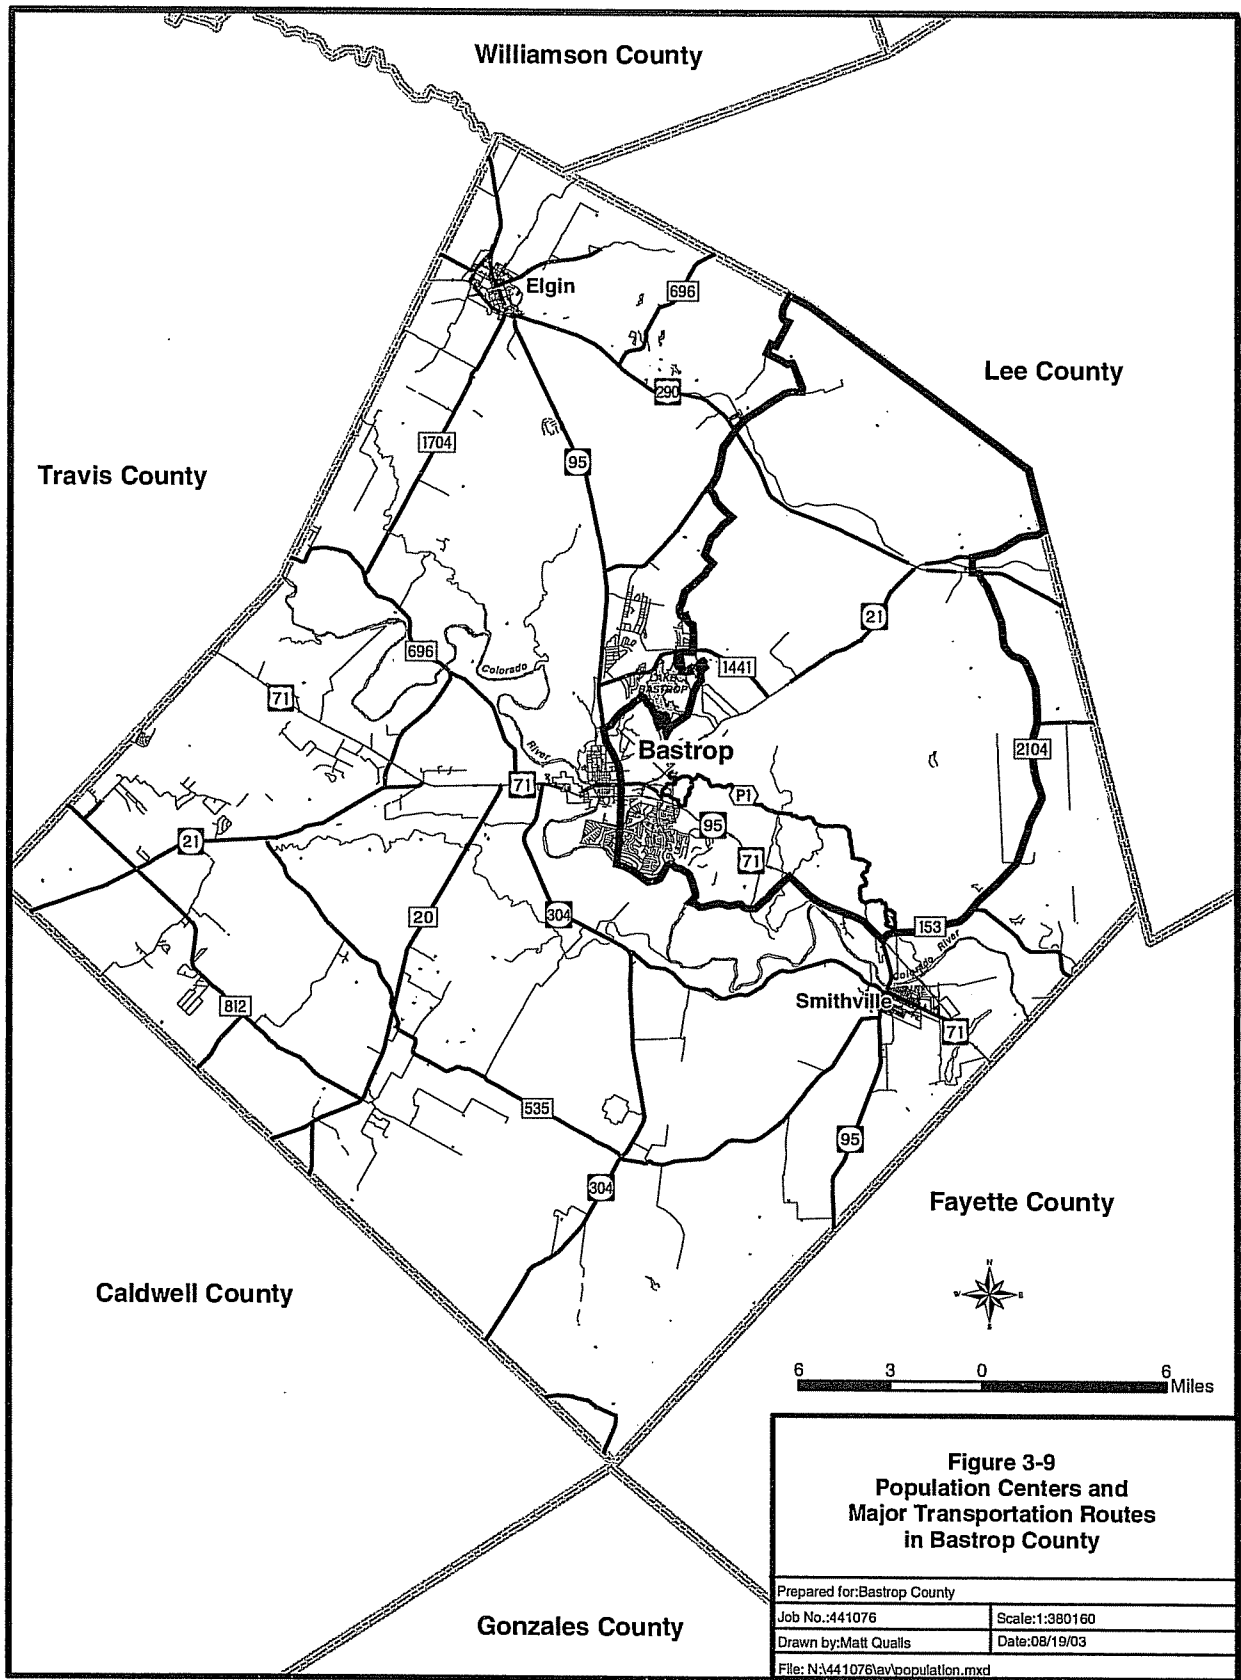 Williamson County
Elgin
696
Lee County
290
1704
Travis County
95
21
696
Colorado
1441
LAKE
BASTROP
71
River
Bastrop
2104
71
P1
95
21
71
20
304
153
Colorado River
812
Smithville
71
535
95
304
Fayette County
Caldwell County
N
W E
S
6 3 0 6
Miles
Figure 3-9
Population Centers and
Major Transportation Routes
in Bastrop County
Prepared for:Bastrop County
Job No.:441076 Scale:1:380160
Drawn by:Matt Qualls Date:08/19/03
File: N:\441076\av\population.mxd
Gonzales County